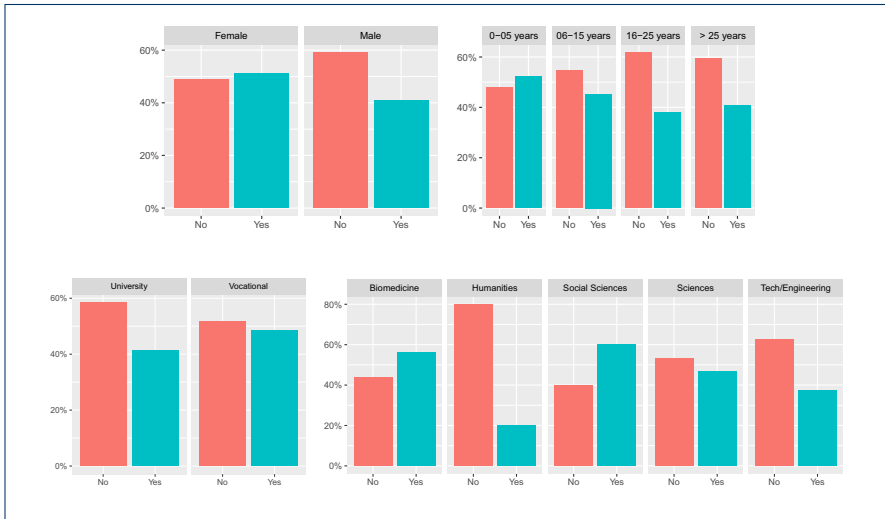 Female Male
60%
40%
20%
0%
No Yes No Yes
0−05 years 06−15 years 16−25 years > 25 years
60%
40%
20%
0%
No Yes No Yes No Yes No Yes
University Vocational
60%
40%
20%
0%
No Yes No Yes
Biomedicine Humanities Social Sciences Sciences Tech/Engineering
80%
60%
40%
20%
0%
No Yes No Yes No Yes No Yes No Yes